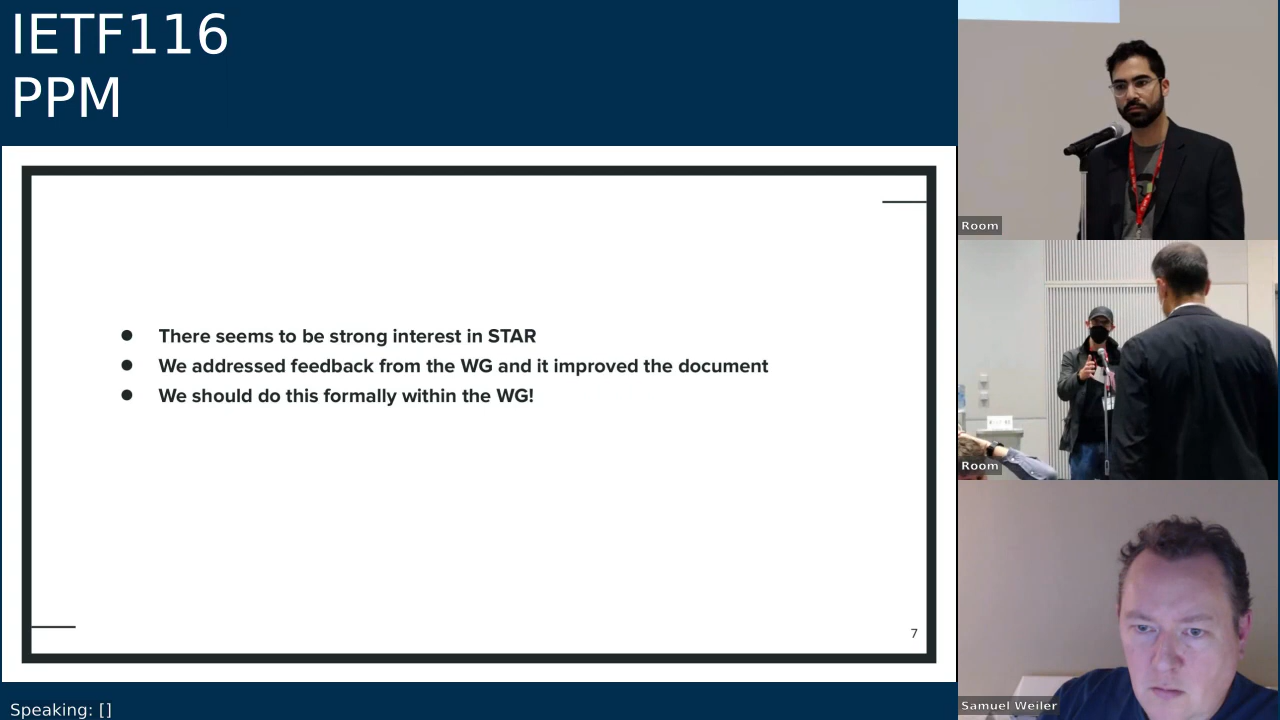 IETF116
PPM
● There seems to be strong interest in STAR
● We addressed feedback from the WG and it improved the document
● We should do this formally within the WG!
7
Speaking: []
Room
Room
Samuel Weiler